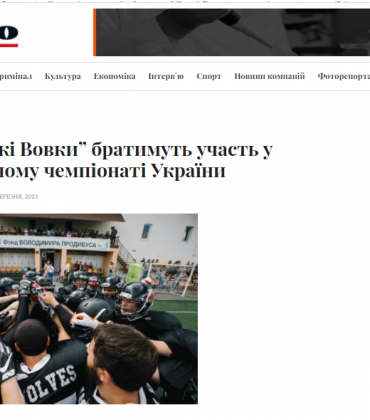 римінал Культура Економіка Інтерв'ю Спорт Новини компаній Фоторепорта
кі Вовки” братимуть участь у
ному чемпіонаті України
ЕРЕЗНЯ, 2021
Фонд ВОЛОДИМИРА ПРОДИВУСА
OLVES